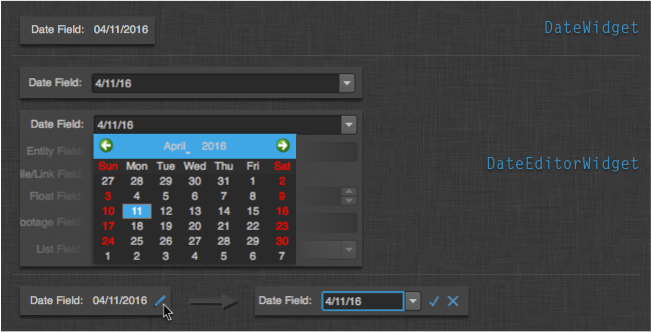 Date Field: 04/11/2016
DateWidget
Date Field: 4/11/16
Date Field: 4/11/16
April 2016
Entity Field:
Sun Mon Tue Wed Thu Fri Sat
27 28 29 30 31 1 2
ile/Link Field:
DateEditorWidget
3 4 5 6 7 8 9
Float Field:
10 11 12 13 14 15 16
ootage Field:
17 18 19 20 21 22 23
24 25 26 27 28 29 30
List Field:
1 2 3 4 5 6 7
Date Field: 04/11/2016
Date Field: 4/11/16